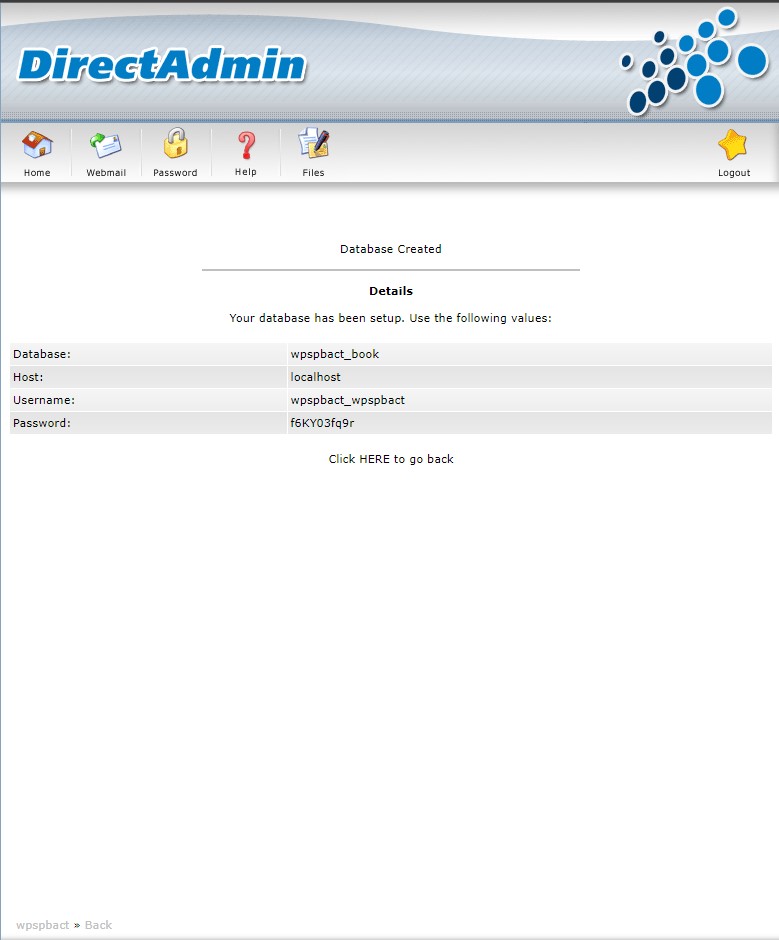 DirectAdmin
Home Webmail Password Help Files Logout
Database Created
Details
Your database has been setup. Use the following values:
Database: wpspbact_book
Host: localhost
Username: wpspbact_wpspbact
Password: f6KY03fq9r
Click HERE to go back
wpspbact » Back